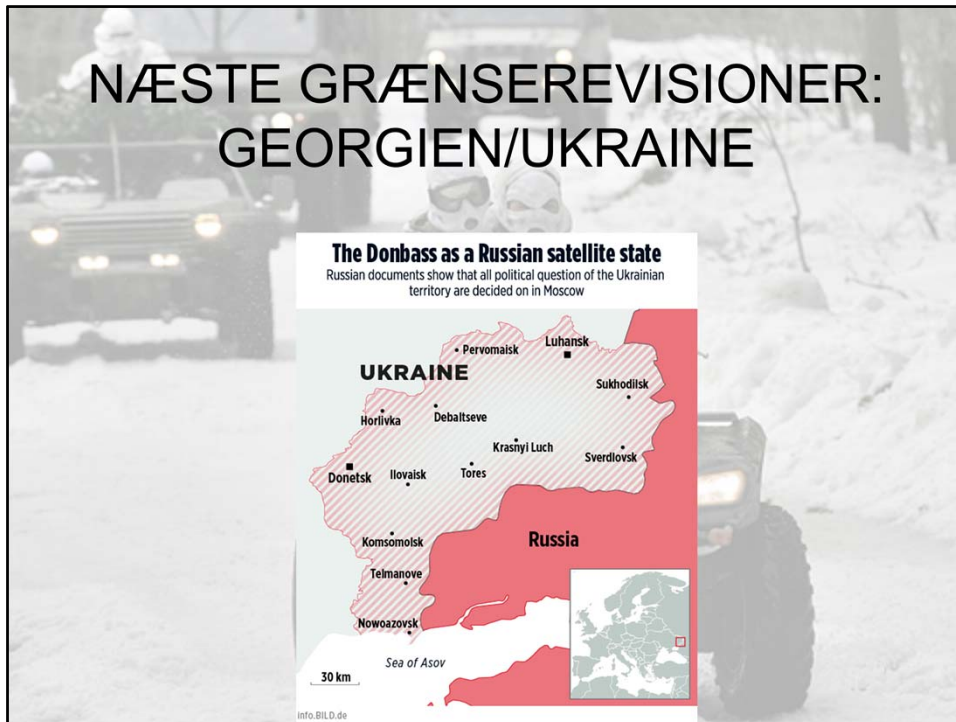 NÆSTE GRÆNSEREVISIONER:
GEORGIEN/UKRAINE
The Donbass as a Russian satellite state
Russian documents show that all political question of the Ukrainian
territory are decided on in Moscow
Luhansk
Pervomaisk
UKRAINE
Sukhodilsk
Horlivka
Debaltseve
Krasnyi Luch
Sverdlovsk
Donetsk
Ilovaisk
Tores
Komsomolsk
Russia
Telmanove
Nowoazovsk
Sea of Asov
30 km
info.BILD.de